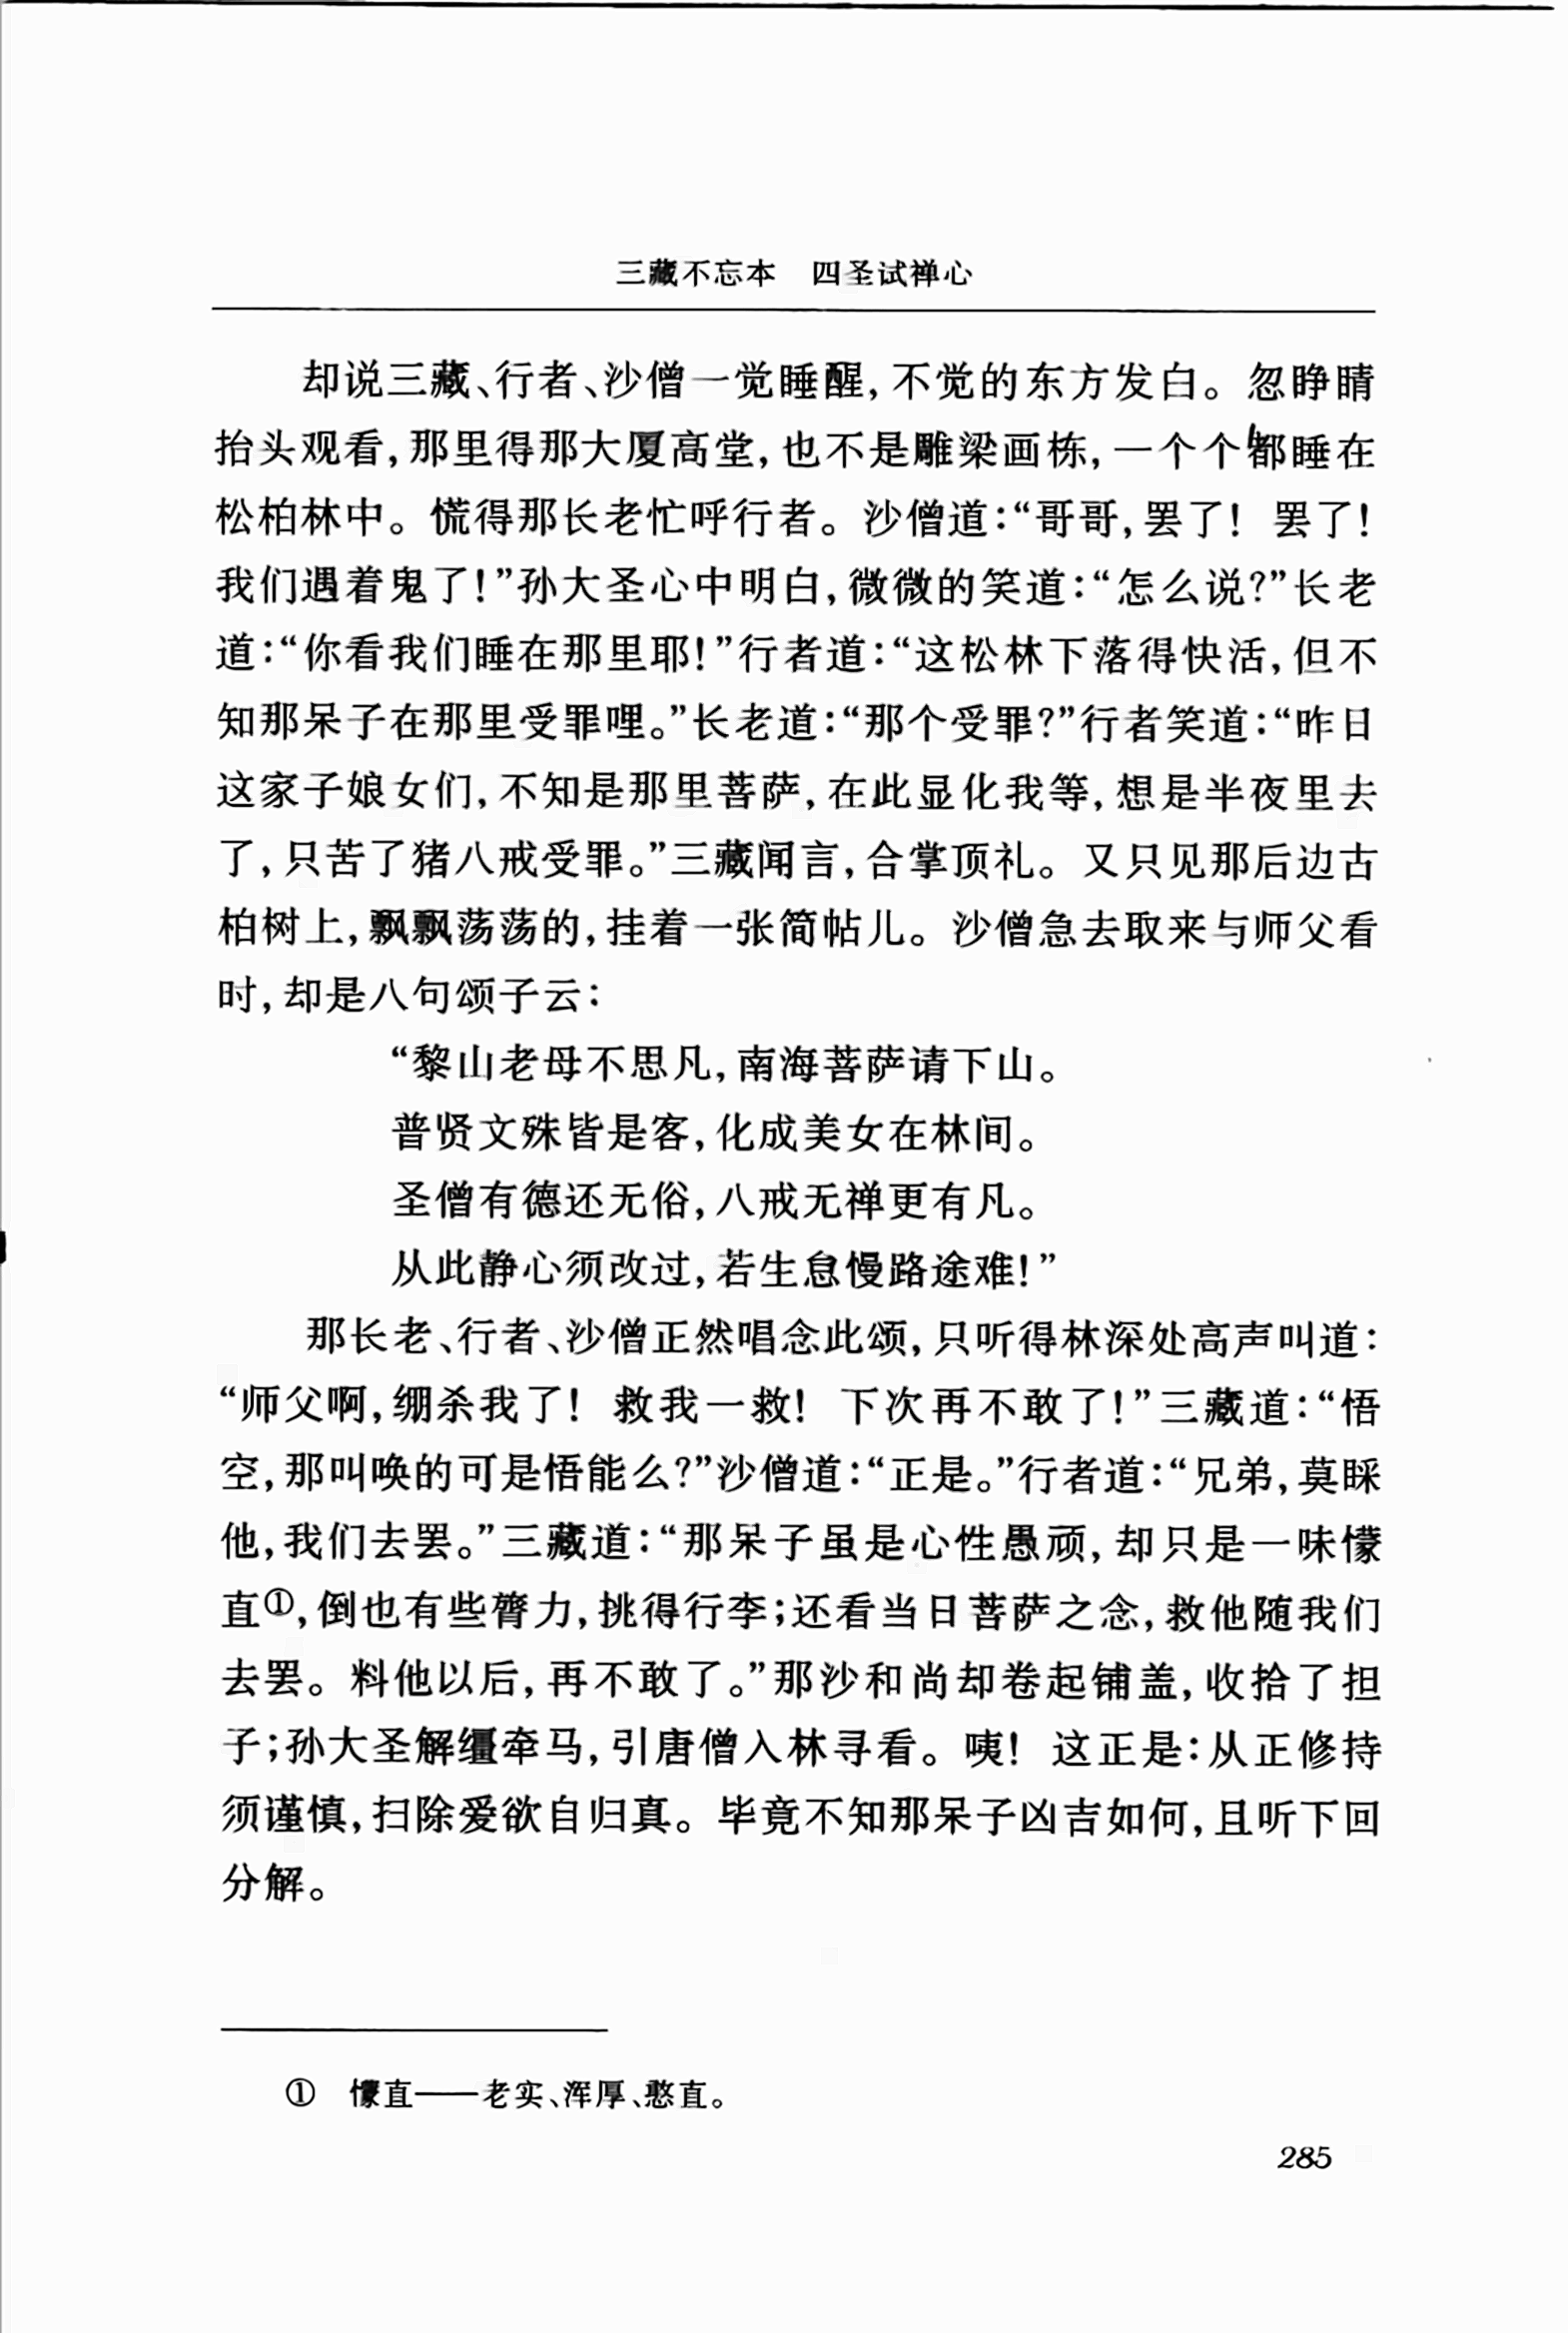 三藏不忘本　四圣试禅心
却说三藏、行者、沙僧一觉睡醒，不觉的东方发白。忽睁睛
抬头观看，那里得那大厦高堂，也不是雕梁画栋，一个个都睡在
松柏林中。慌得那长老忙呼行者。沙僧道：“哥哥，罢了！罢了！
我们遇着鬼了！”孙大圣心中明白，微微的笑道：“怎么说？”长老
道：“你看我们睡在那里耶！”行者道：“这松林下落得快活，但不
知那呆子在那里受罪哩。”长老道：“那个受罪？”行者笑道：“昨日
这家子娘女们，不知是那里菩萨，在此显化我等，想是半夜里去
了，只苦了猪八戒受罪。”三藏闻言，合掌顶礼。又只见那后边古
柏树上，飘飘荡荡的，挂着一张简帖儿。沙僧急去取来与师父看
时，却是八句颂子云：
“黎山老母不思凡，南海菩萨请下山。
普贤文殊皆是客，化成美女在林间。
圣僧有德还无俗，八戒无禅更有凡。
从此静心须改过，若生怠慢路途难！”
那长老、行者、沙僧正然唱念此颂，只听得林深处高声叫道：
“师父啊，绷杀我了！救我一救！下次再不敢了！”三藏道：“悟
空，那叫唤的可是悟能么？”沙僧道：“正是。”行者道：“兄弟，莫睬
他，我们去罢。”三藏道：“那呆子虽是心性愚顽，却只是一味懞
直①，倒也有些膂力，挑得行李；还看当日菩萨之念，救他随我们
去罢。料他以后，再不敢了。”那沙和尚却卷起铺盖，收拾了担
子；孙大圣解缰牵马，引唐僧入林寻看。咦！这正是：从正修持
须谨慎，扫除爱欲自归真。毕竟不知那呆子凶吉如何，且听下回
分解。
①　懞直——老实、浑厚、憨直。
285